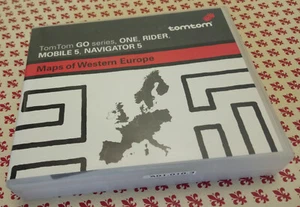 tomtom
TomTom GO series, ONE, RIDER,
MOBILE 5, NAVIGATOR 5
Maps of Western Europe